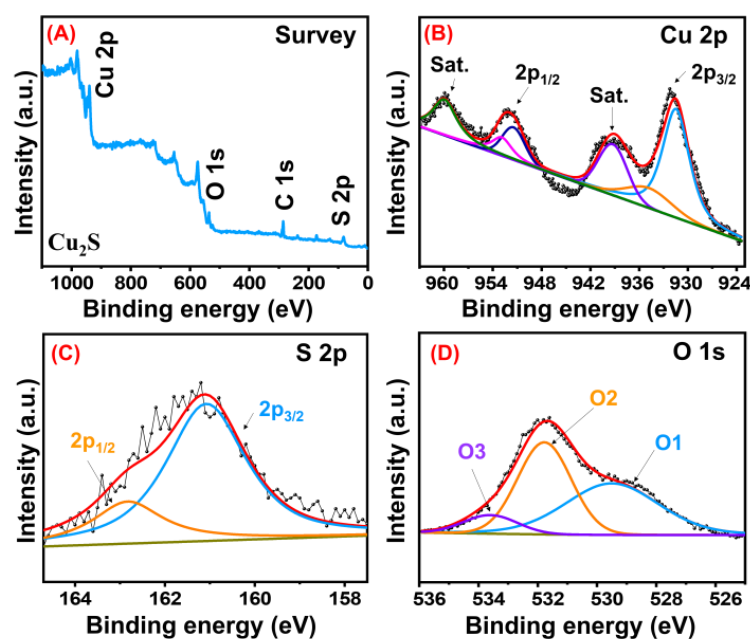 (A)
Survey
Cu 2p
O 1s
C 1s
S 2p
Cu₂S
Intensity (a.u.)
1000 800 600 400 200 0
Binding energy (eV)
(B)
Cu 2p
Sat.
2p₁/₂
Sat.
2p₃/₂
Intensity (a.u.)
960 954 948 942 936 930 924
Binding energy (eV)
(C)
S 2p
2p₁/₂
2p₃/₂
Intensity (a.u.)
164 162 160 158
Binding energy (eV)
(D)
O 1s
O3
O2
O1
Intensity (a.u.)
536 534 532 530 528 526
Binding energy (eV)